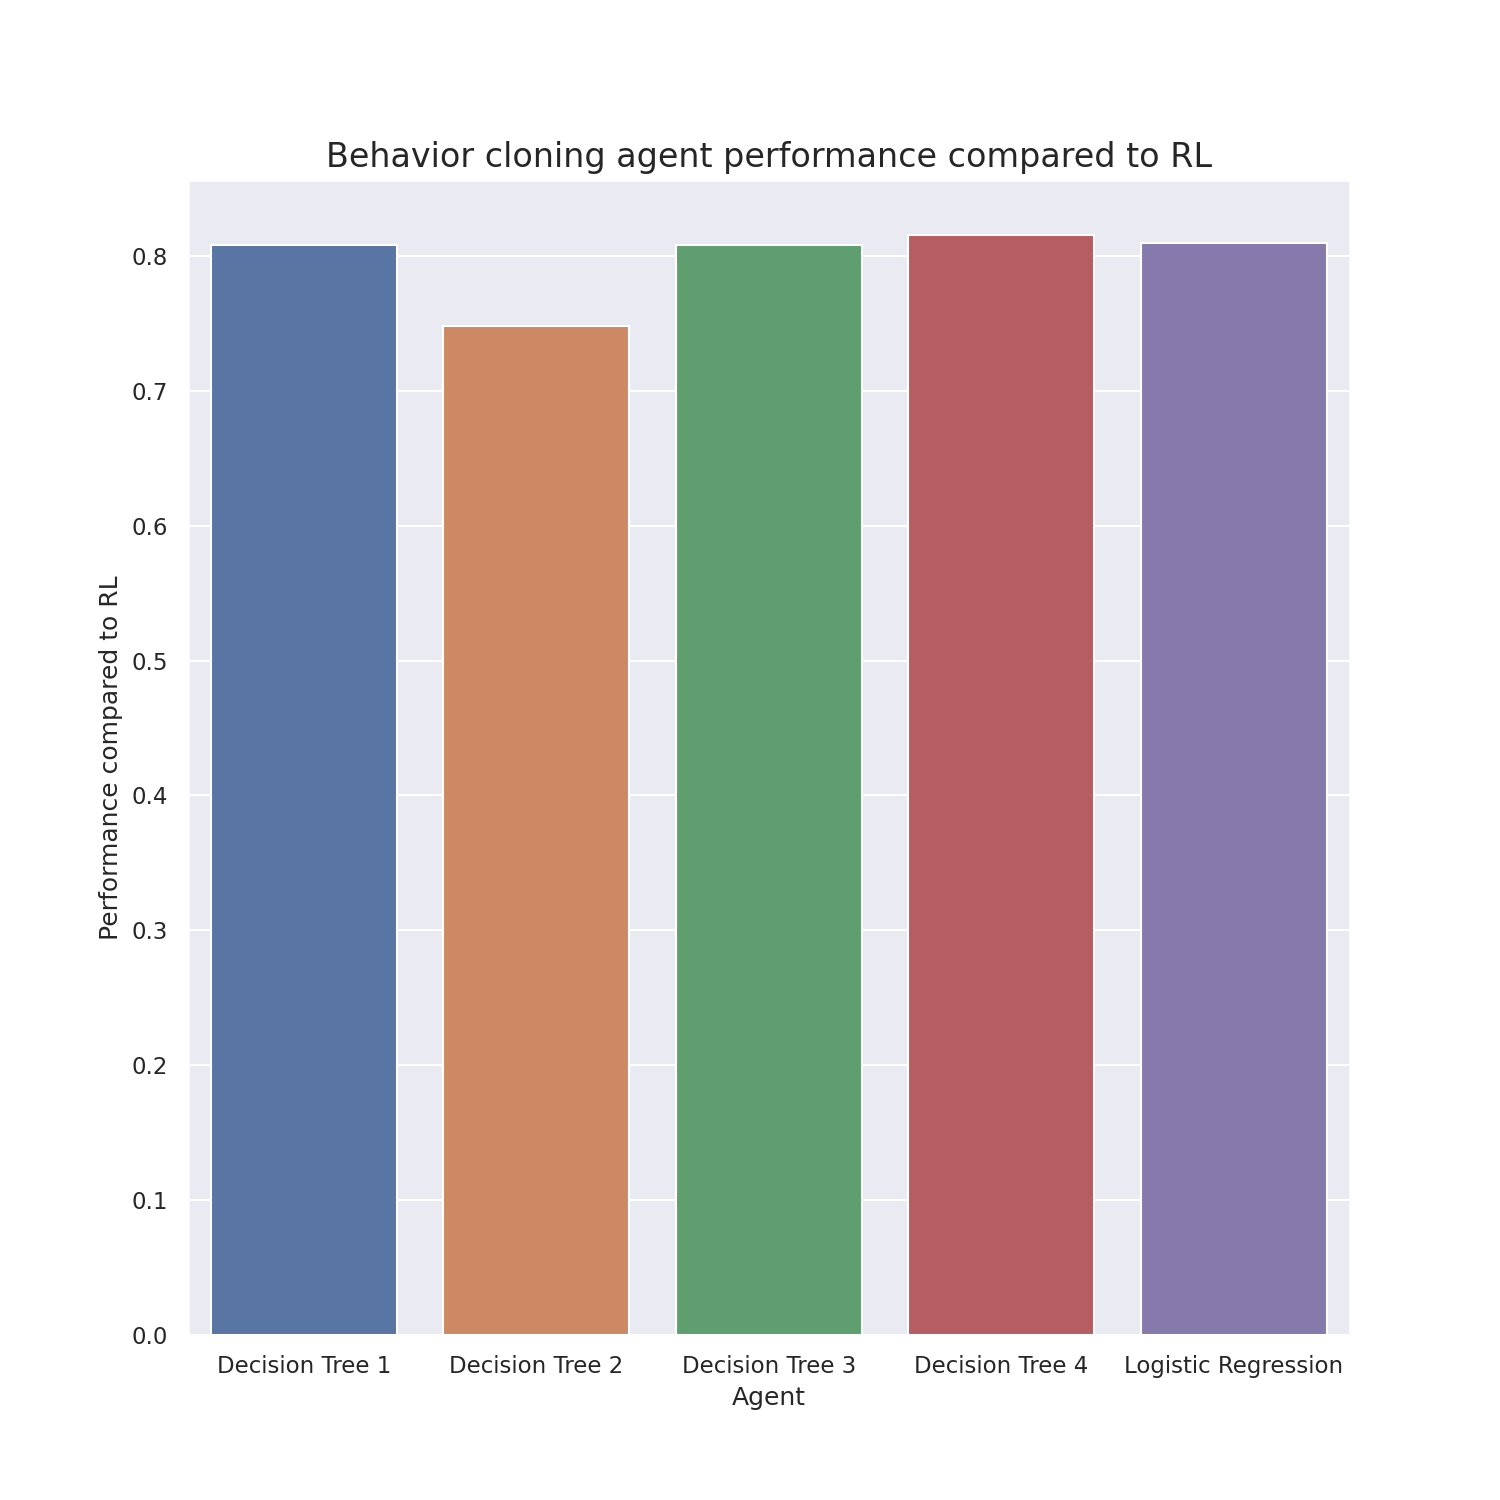 Behavior cloning agent performance compared to RL
Performance compared to RL
0.8
0.7
0.6
0.5
0.4
0.3
0.2
0.1
0.0
Decision Tree 1 Decision Tree 2 Decision Tree 3 Decision Tree 4 Logistic Regression
Agent